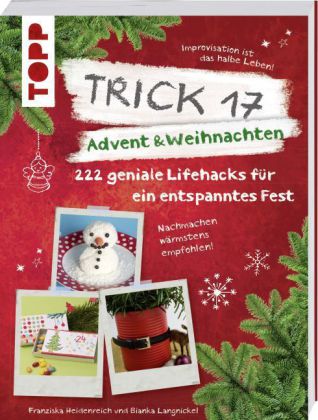 TOPP
Improvisation ist
das halbe Leben!
TRICK 17
Advent & Weihnachten
222 geniale Lifehacks für
ein entspanntes Fest
Nachmachen
wärmstens
empfohlen!
24
Franziska Heidenreich und Bianka Langnickel